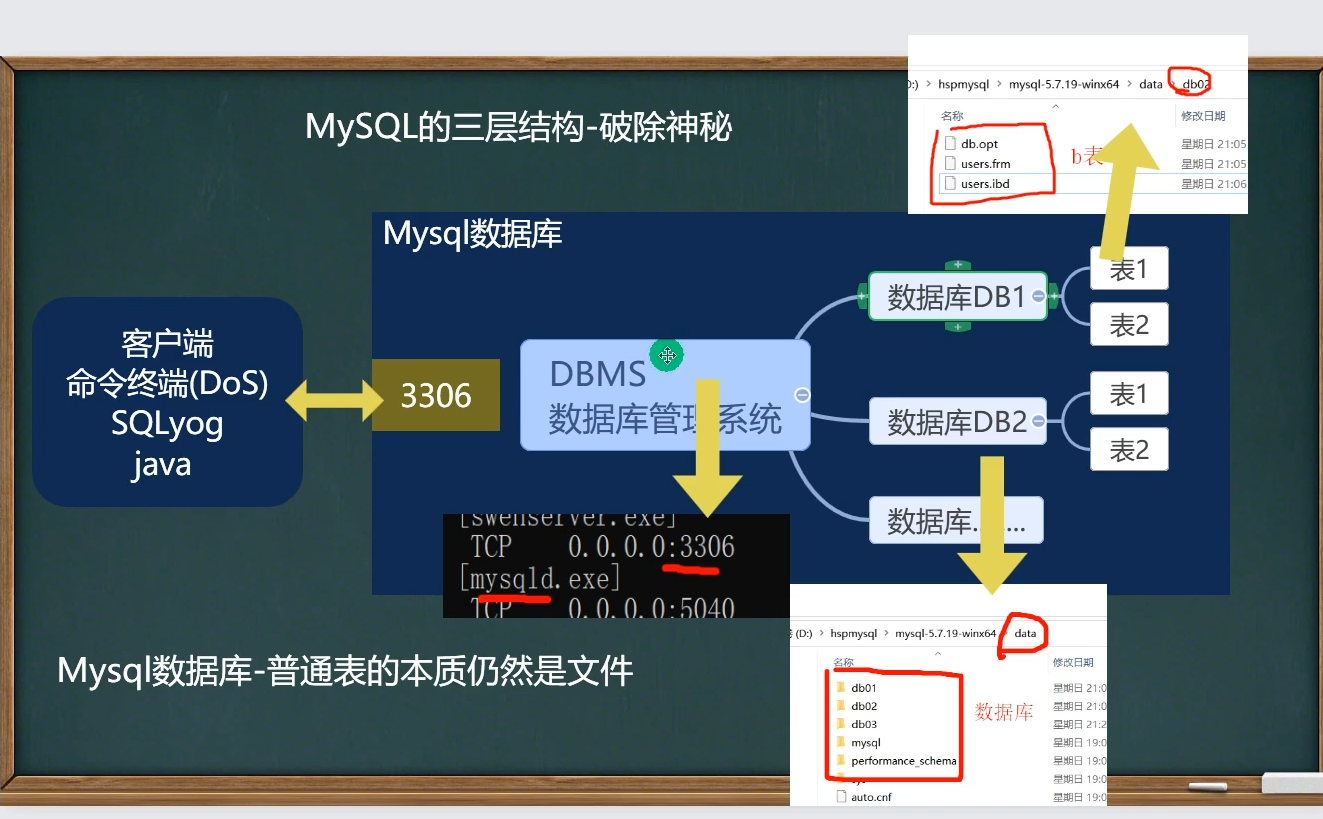 D:) > hspmysql > mysql-5.7.19-winx64 > data > db02
名称 修改日期
db.opt 星期日 21:05
users.frm 星期日 21:05
users.ibd 星期日 21:06
b表
MySQL的三层结构-破除神秘
Mysql数据库
客户端
命令终端(DoS)
SQLyog
java
3306
DBMS
数据库管理系统
数据库DB1
表1
表2
数据库DB2
表1
表2
数据库.......
[swenserver.exe]
TCP 0.0.0.0:3306
[mysqld.exe]
TCP 0.0.0.0:5040
Mysql数据库-普通表的本质仍然是文件
(D:) > hspmysql > mysql-5.7.19-winx64 > data
名称 修改日期
db01 星期日 21:0
db02 星期日 21:0
db03 星期日 21:2
mysql 星期日 19:0
performance_schema 星期日 19:0
星期日 19:0
auto.cnf 星期日 19:0
数据库